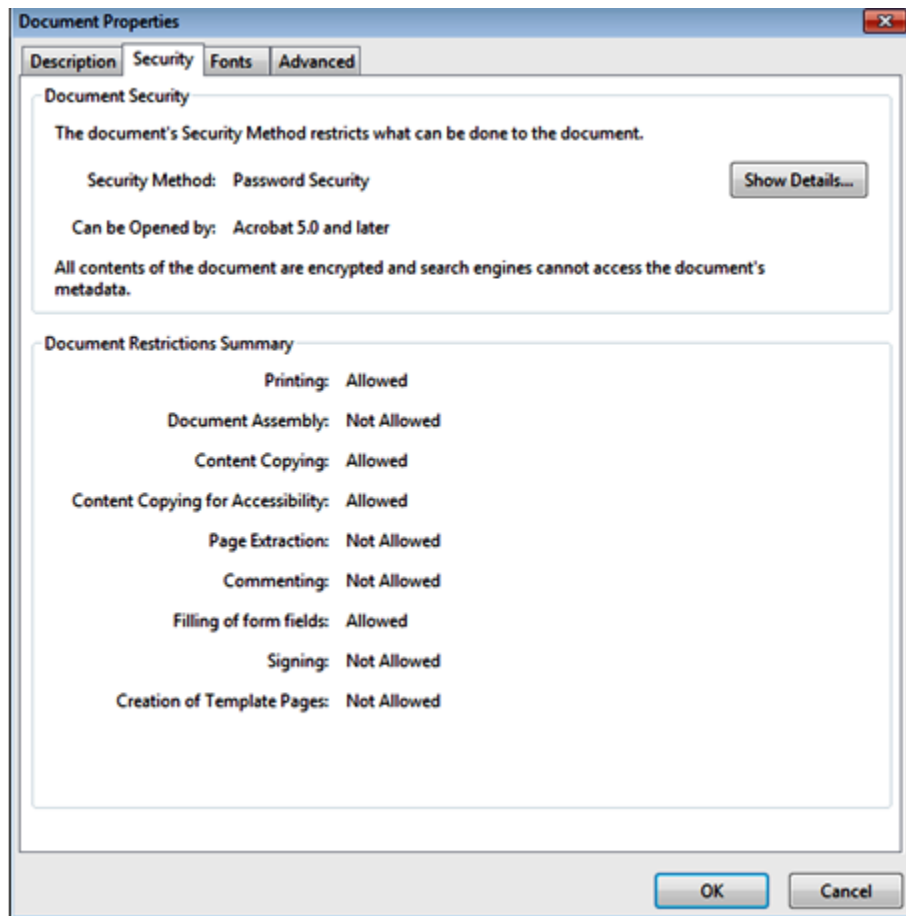 Document Properties
Description Security Fonts Advanced
Document Security
The document's Security Method restricts what can be done to the document.
Security Method: Password Security
Show Details...
Can be Opened by: Acrobat 5.0 and later
All contents of the document are encrypted and search engines cannot access the document's
metadata.
Document Restrictions Summary
Printing: Allowed
Document Assembly: Not Allowed
Content Copying: Allowed
Content Copying for Accessibility: Allowed
Page Extraction: Not Allowed
Commenting: Not Allowed
Filling of form fields: Allowed
Signing: Not Allowed
Creation of Template Pages: Not Allowed
OK Cancel